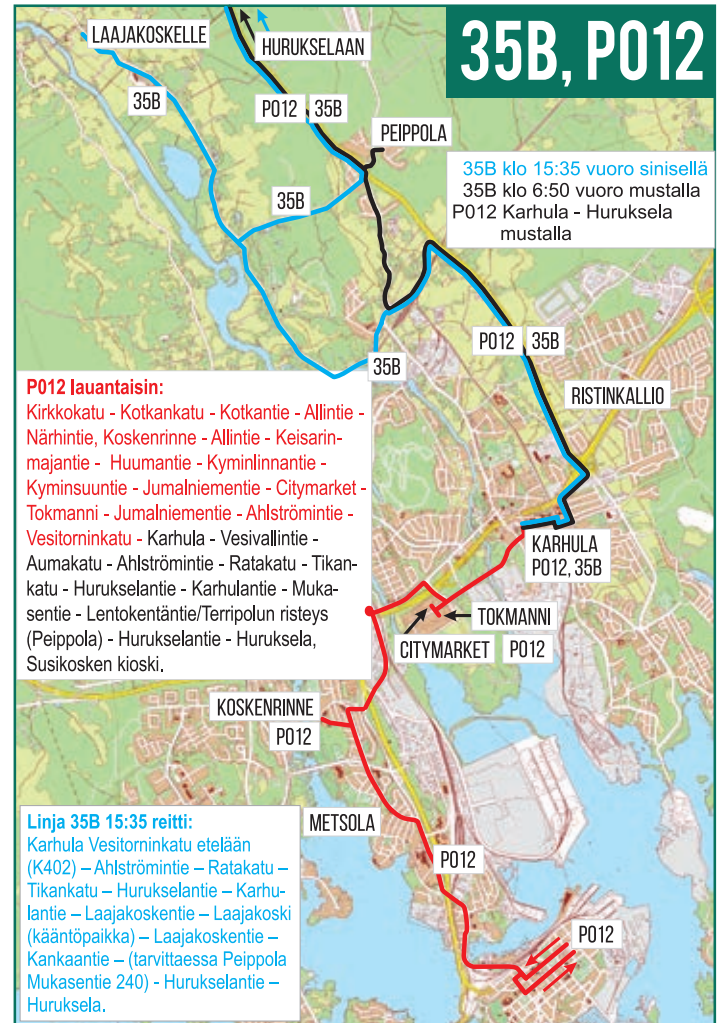 35B, P012
LAAJAKOSKELLE
HURUKSELAAN
35B
P012 35B
PEIPPOLA
35B klo 15:35 vuoro sinisellä
35B klo 6:50 vuoro mustalla
P012 Karhula - Huruksela
mustalla
35B
35B
P012 35B
RISTINKALLIO
P012 lauantaisin:
Kirkkokatu - Kotkankatu - Kotkantie - Allintie -
Närhintie, Koskenrinne - Allintie - Keisarin-
majantie - Huumantie - Kyminlinnantie -
Kyminsuuntie - Jumalniementie - Citymarket -
Tokmanni - Jumalniementie - Ahlströmintie -
Vesitorninkatu - Karhula - Vesivallintie -
Aumakatu - Ahlströmintie - Ratakatu - Tikan-
katu - Hurukselantie - Karhulantie - Muka-
sentie - Lentokentäntie/Terripolun risteys
(Peippola) - Hurukselantie - Huruksela,
Susikosken kioski.
KARHULA
P012, 35B
TOKMANNI
CITYMARKET
P012
KOSKENRINNE
P012
METSOLA
P012
P012
Linja 35B 15:35 reitti:
Karhula Vesitorninkatu etelään
(K402) – Ahlströmintie – Ratakatu –
Tikankatu – Hurukselantie – Karhu-
lantie – Laajakoskentie – Laajakoski
(kääntöpaikka) – Laajakoskentie –
Kankaantie – (tarvittaessa Peippola
Mukasentie 240) - Hurukselantie –
Huruksela.